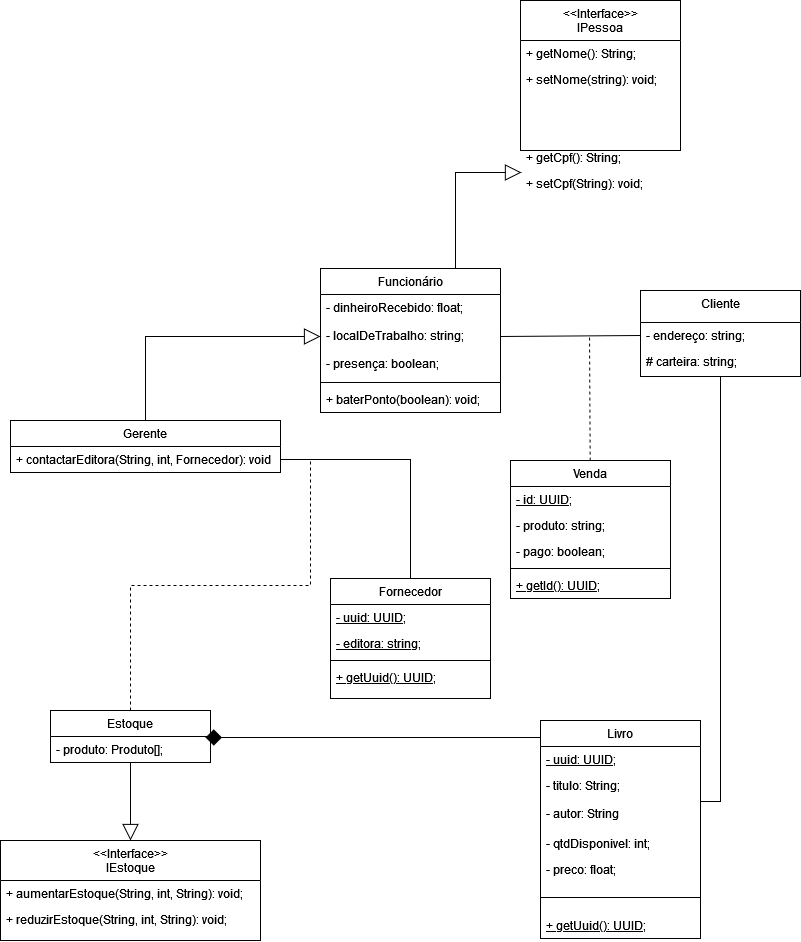 <<Interface>>
IPessoa
+ getNome(): String;
+ setNome(string): void;
+ getCpf(): String;
+ setCpf(String): void;
Funcionário
- dinheiroRecebido: float;
- localDeTrabalho: string;
- presença: boolean;
+ baterPonto(boolean): void;
Cliente
- endereço: string;
# carteira: string;
Gerente
+ contactarEditora(String, int, Fornecedor): void
Venda
- id: UUID;
- produto: string;
- pago: boolean;
+ getId(): UUID;
Fornecedor
- uuid: UUID;
- editora: string;
+ getUuid(): UUID;
Estoque
- produto: Produto[];
Livro
- uuid: UUID;
- titulo: String;
- autor: String
- qtdDisponivel: int;
- preco: float;
+ getUuid(): UUID;
<<Interface>>
IEstoque
+ aumentarEstoque(String, int, String): void;
+ reduzirEstoque(String, int, String): void;